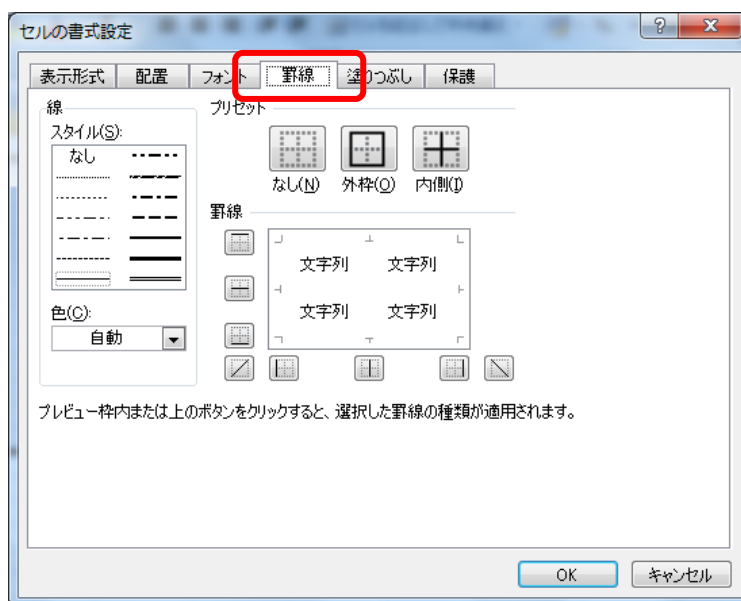 セルの書式設定
表示形式 配置 フォント 罫線 塗りつぶし 保護
線
スタイル(S):
なし
色(C):
自動
プリセット
なし(N) 外枠(O) 内側(I)
罫線
文字列 文字列
文字列 文字列
プレビュー枠内または上のボタンをクリックすると、選択した罫線の種類が適用されます。
OK キャンセル